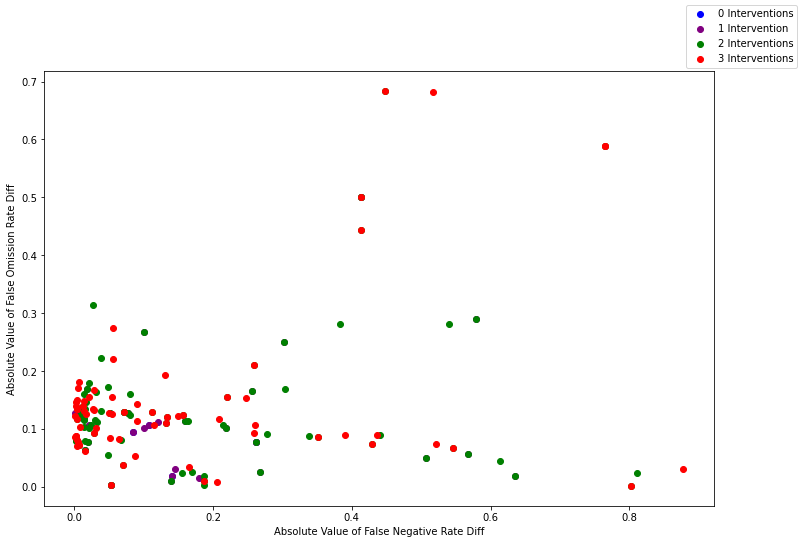 0 Interventions
1 Intervention
2 Interventions
3 Interventions
0.7
0.6
0.5
0.4
0.3
0.2
0.1
0.0
Absolute Value of False Omission Rate Diff
0.0 0.2 0.4 0.6 0.8
Absolute Value of False Negative Rate Diff